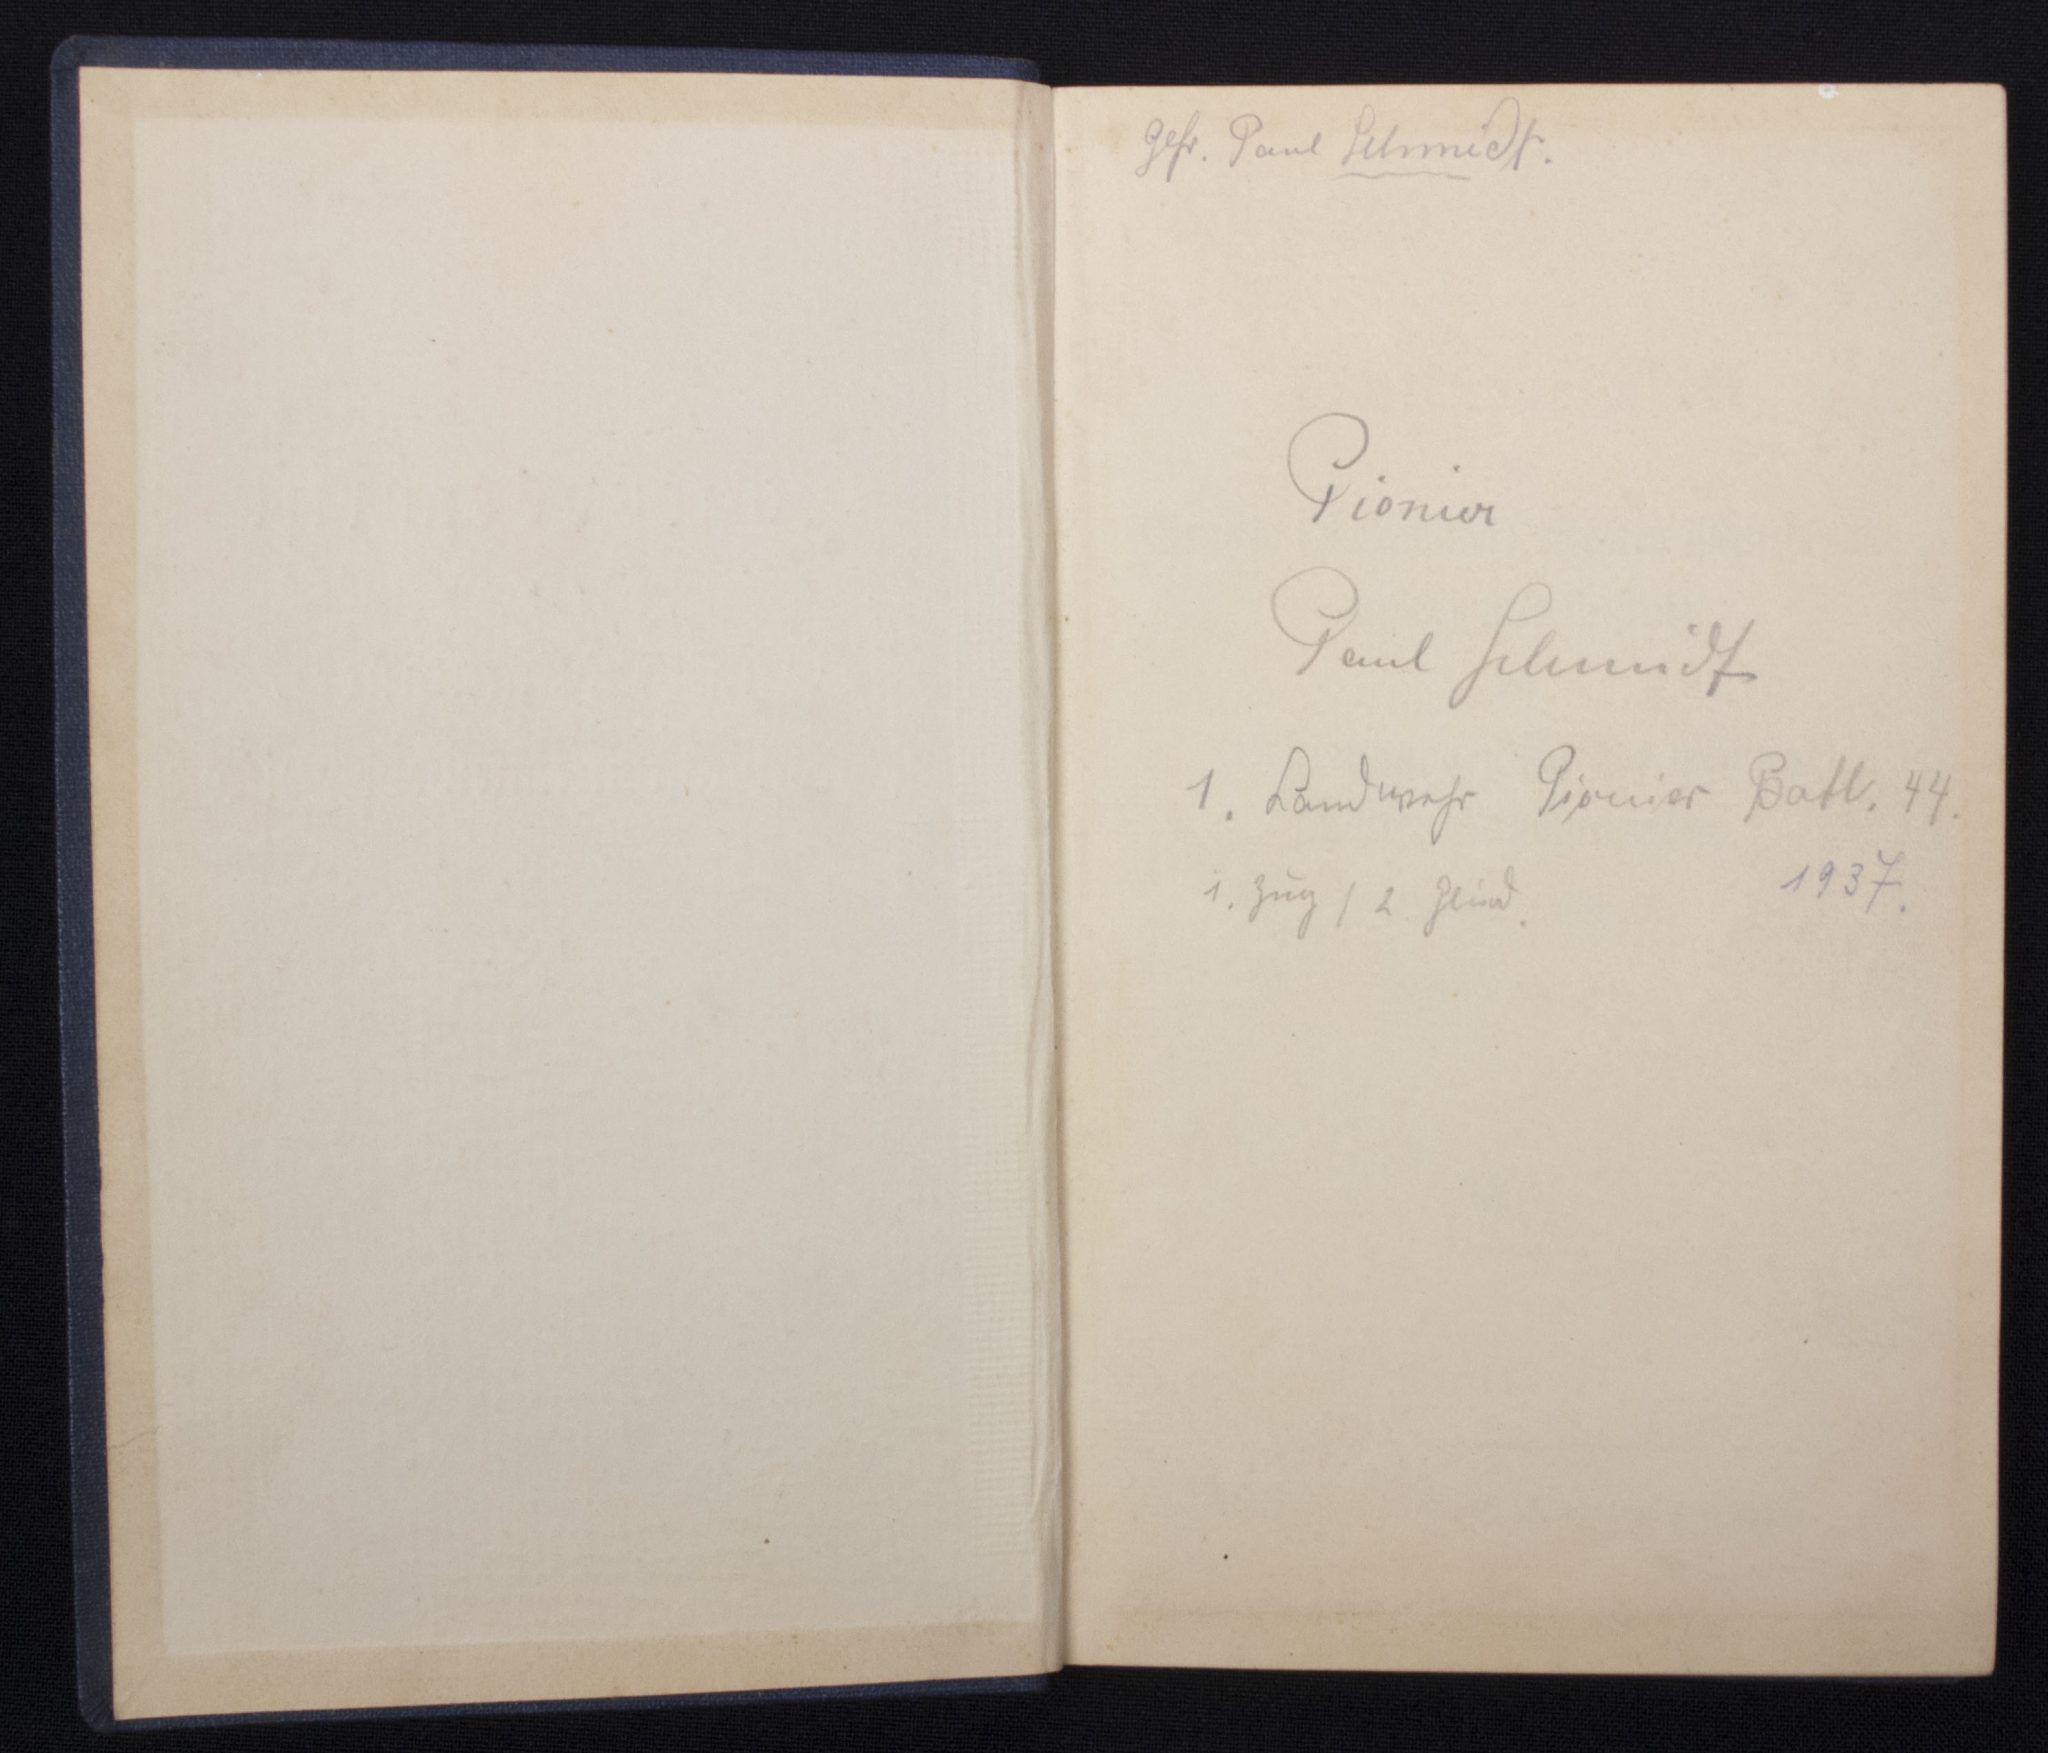 Gefr. Paul Schmidt.
Pionier
Paul Schmidt
1. Landwehr Pionier Batl. 44.
1937.
1. Zug / 2. Glied.